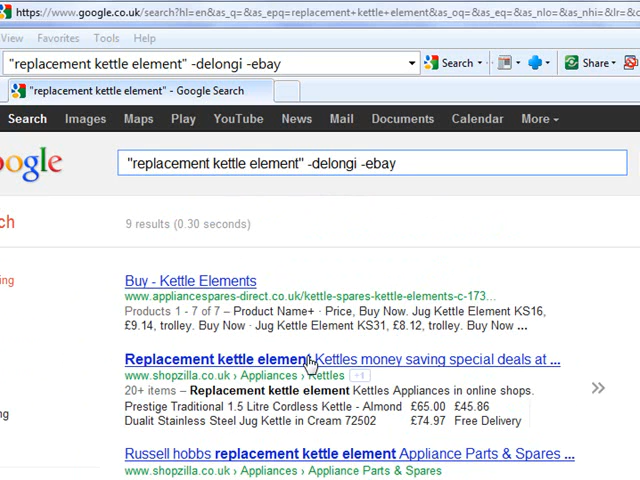 https://www.google.co.uk/search?hl=en&as_q=&as_epq=replacement+kettle+element&as_oq=&as_eq=&as_nlo=&as_nhi=&lr=&c
View Favorites Tools Help
"replacement kettle element" -delongi -ebay Search Share
"replacement kettle element" - Google Search
Search Images Maps Play YouTube News Mail Documents Calendar More
oogle "replacement kettle element" -delongi -ebay
ch 9 results (0.30 seconds)
Buy - Kettle Elements
www.appliancespares-direct.co.uk/kettle-spares-kettle-elements-c-173...
Products 1 - 7 of 7 – Product Name+ · Price, Buy Now. Jug Kettle Element KS16,
£9.14, trolley. Buy Now · Jug Kettle Element KS31, £8.12, trolley. Buy Now ...
Replacement kettle element Kettles money saving special deals at ...
www.shopzilla.co.uk › Appliances › Kettles +1
20+ items – Replacement kettle element Kettles Appliances in online shops.
Prestige Traditional 1.5 Litre Cordless Kettle - Almond £65.00 £45.86
Dualit Stainless Steel Jug Kettle in Cream 72502 £74.97 Free Delivery
Russell hobbs replacement kettle element Appliance Parts & Spares ...
www.shopzilla.co.uk › Appliances › Appliance Parts & Spares